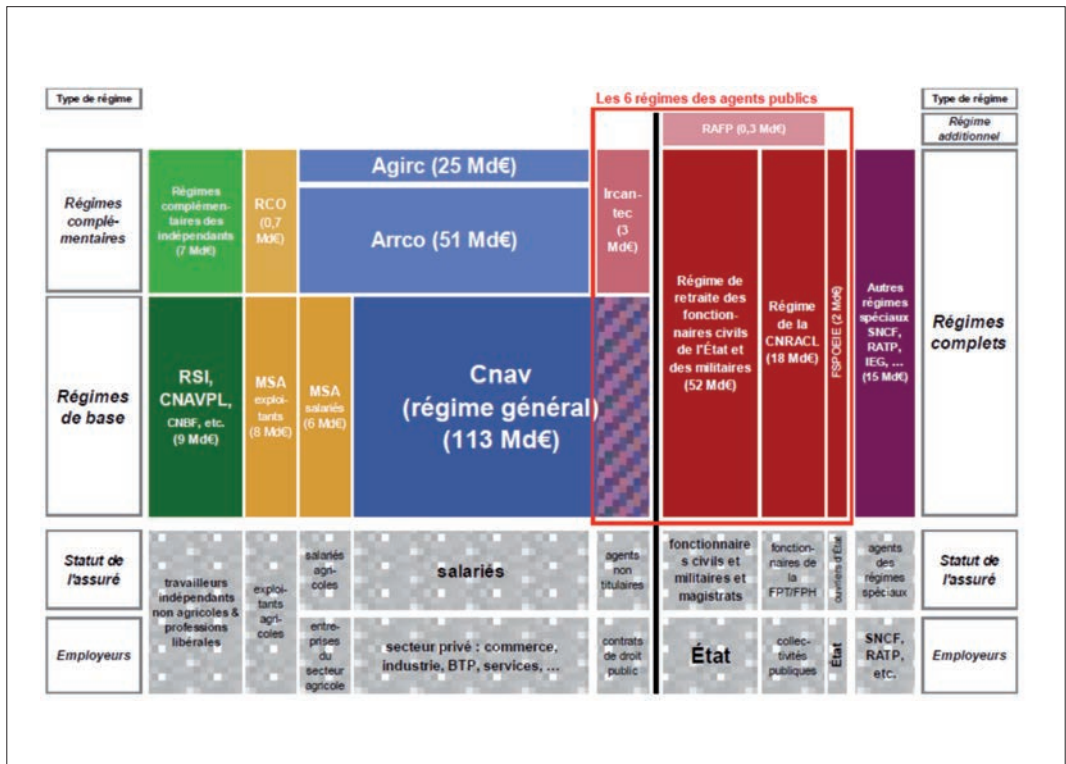 Les 6 régimes des agents publics
Type de régime
Type de régime
RAFP (0,3 Md€)
Régime
additionnel
Régimes
complé-
mentaires
Régimes
complémen-
taires des
indépendants
(7 Md€)
RCO
(0,7
Md€)
Agirc (25 Md€)
Arrco (51 Md€)
Ircan-
tec
(3
Md€)
Régime de
retraite des
fonction-
naires civils
de l'État et
des militaires
(52 Md€)
Régime
de la
CNRACL
(18 Md€)
FSPOEIE (2 Md€)
Autres
régimes
spéciaux
SNCF,
RATP,
IEG, ...
(15 Md€)
Régimes
complets
Régimes
de base
RSI,
CNAVPL,
CNBF, etc.
(9 Md€)
MSA
exploi-
tants
(8 Md€)
MSA
salariés
(6 Md€)
Cnav
(régime général)
(113 Md€)
Statut de
l'assuré
travailleurs
indépendants
non agricoles &
professions
libérales
exploi-
tants
agri-
coles
salariés
agri-
coles
salariés
agents
non
titulaires
fonctionnaire
s civils et
militaires et
magistrats
fonction-
naires de
la
FPT/FPH
ouvriers d'État
agents
des
régimes
spéciaux
Statut de
l'assuré
Employeurs
entre-
prises
du
secteur
agricole
secteur privé : commerce,
industrie, BTP, services, ...
contrats
de droit
public
État
collec-
tivités
publiques
État
SNCF,
RATP,
etc.
Employeurs